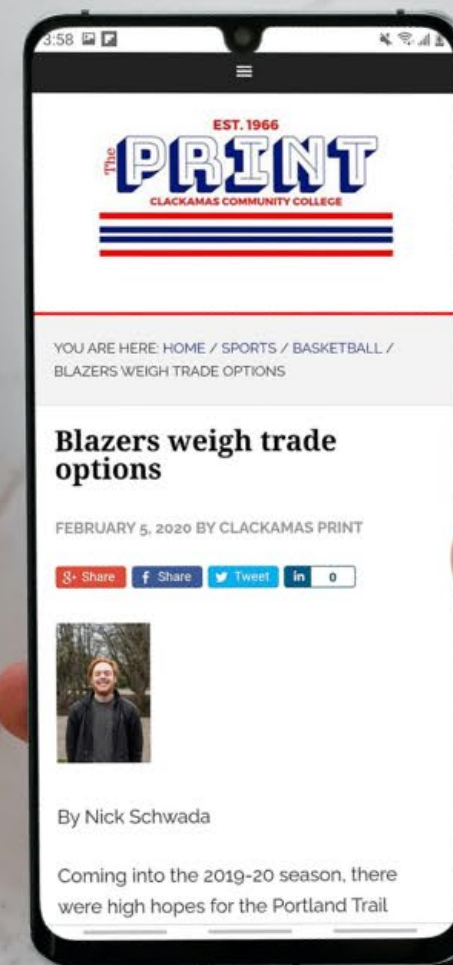 3:58
EST. 1966
The
PRINT
CLACKAMAS COMMUNITY COLLEGE
YOU ARE HERE: HOME / SPORTS / BASKETBALL /
BLAZERS WEIGH TRADE OPTIONS
Blazers weigh trade
options
FEBRUARY 5, 2020 BY CLACKAMAS PRINT
8+ Share f Share Tweet in 0
By Nick Schwada
Coming into the 2019-20 season, there
were high hopes for the Portland Trail